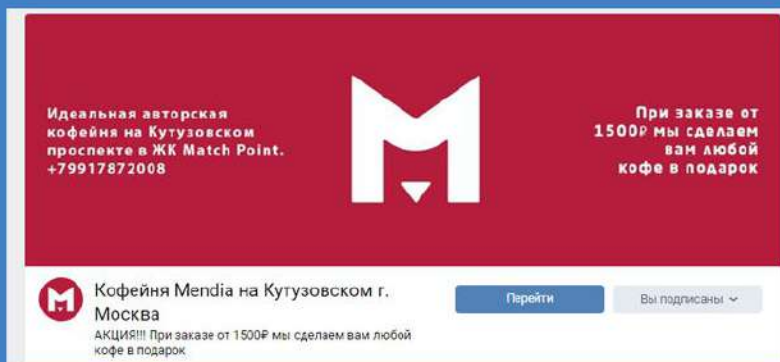 Идеальная авторская
кофейня на Кутузовском
проспекте в ЖК Match Point.
+79917872008
При заказе от
1500₽ мы сделаем
вам любой
кофе в подарок
M
M
Кофейня Mendia на Кутузовском г.
Москва
АКЦИЯ!!! При заказе от 1500₽ мы сделаем вам любой
кофе в подарок
Перейти
Вы подписаны